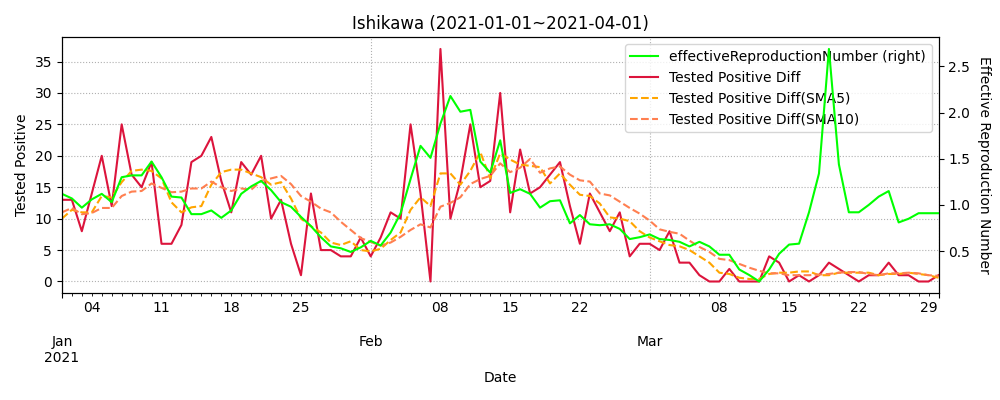 Ishikawa (2021-01-01~2021-04-01)
effectiveReproductionNumber (right)
Tested Positive Diff
Tested Positive Diff(SMA5)
Tested Positive Diff(SMA10)
Tested Positive
35
30
25
20
15
10
5
0
2.5
2.0
1.5
1.0
0.5
Effective Reproduction Number
04 11 18 25 08 15 22 08 15 22 29
Jan Feb Mar
2021
Date